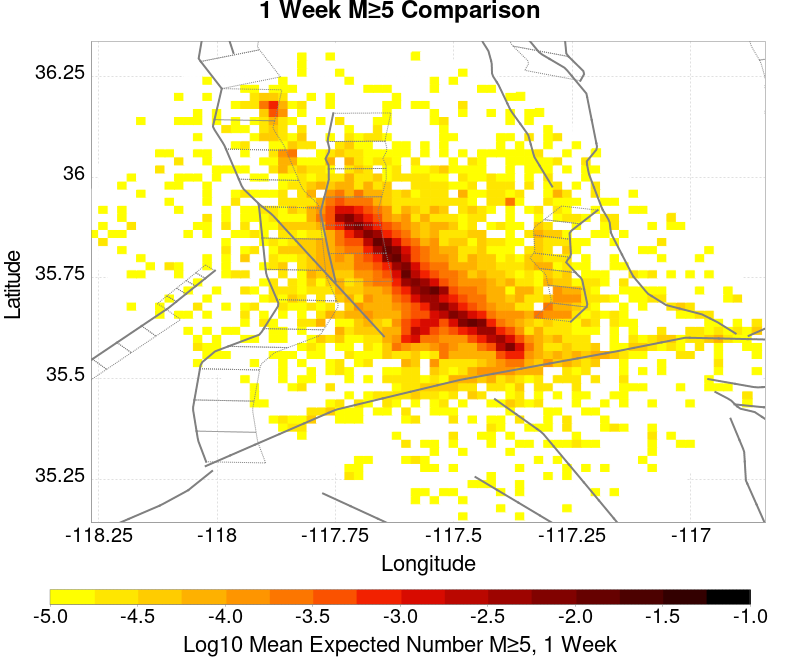 1 Week M≥5 Comparison
36.25
36
35.75
35.5
35.25
Latitude
-118.25 -118 -117.75 -117.5 -117.25 -117
Longitude
-5.0 -4.5 -4.0 -3.5 -3.0 -2.5 -2.0 -1.5 -1.0
Log10 Mean Expected Number M≥5, 1 Week